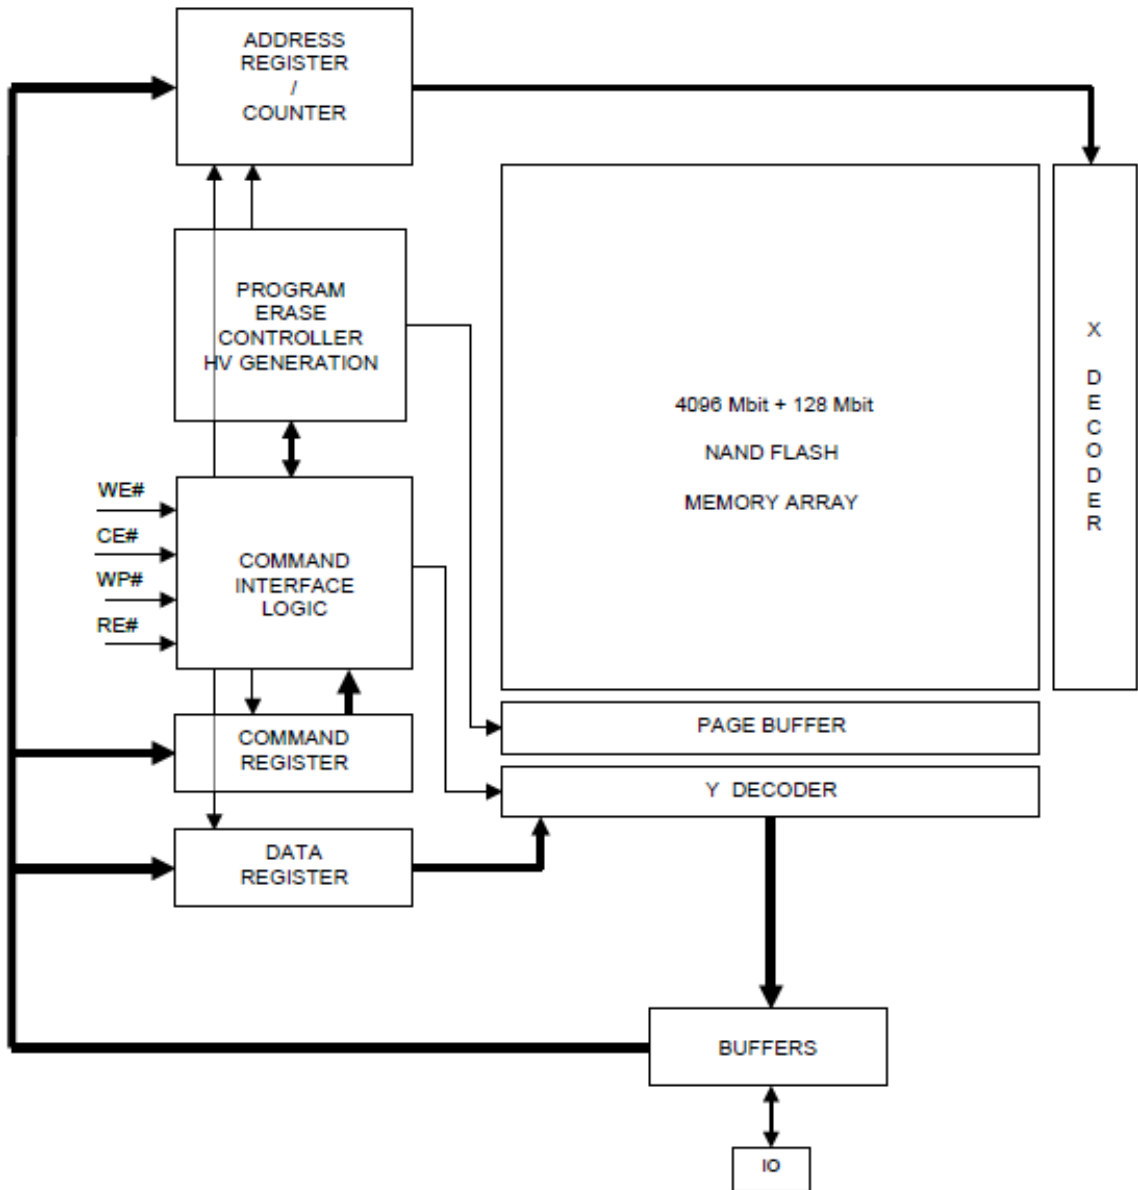 ADDRESS
REGISTER
/
COUNTER
PROGRAM
ERASE
CONTROLLER
HV GENERATION
WE#
CE#
WP#
RE#
COMMAND
INTERFACE
LOGIC
COMMAND
REGISTER
DATA
REGISTER
4096 Mbit + 128 Mbit
NAND FLASH
MEMORY ARRAY
X
D
E
C
O
D
E
R
PAGE BUFFER
Y DECODER
BUFFERS
IO